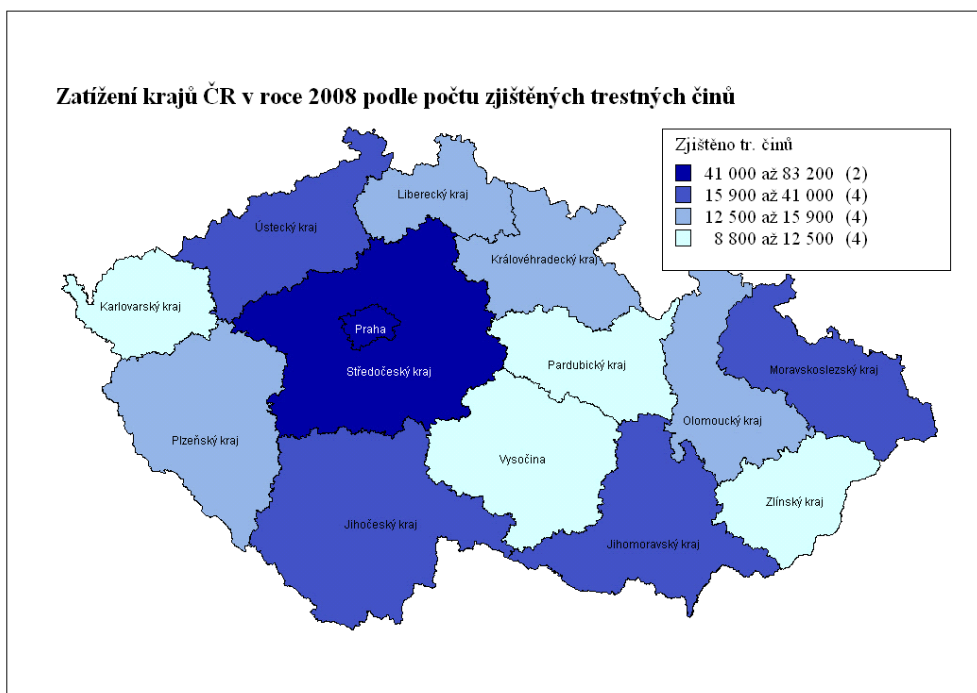 Zatížení krajů ČR v roce 2008 podle počtu zjištěných trestných činů
Zjištěno tr. činů
41 000 až 83 200 (2)
15 900 až 41 000 (4)
12 500 až 15 900 (4)
8 800 až 12 500 (4)
Liberecký kraj
Ústecký kraj
Královéhradecký kraj
Karlovarský kraj
Praha
Pardubický kraj
Středočeský kraj
Moravskoslezský kraj
Olomoucký kraj
Plzeňský kraj
Vysočina
Zlínský kraj
Jihočeský kraj
Jihomoravský kraj